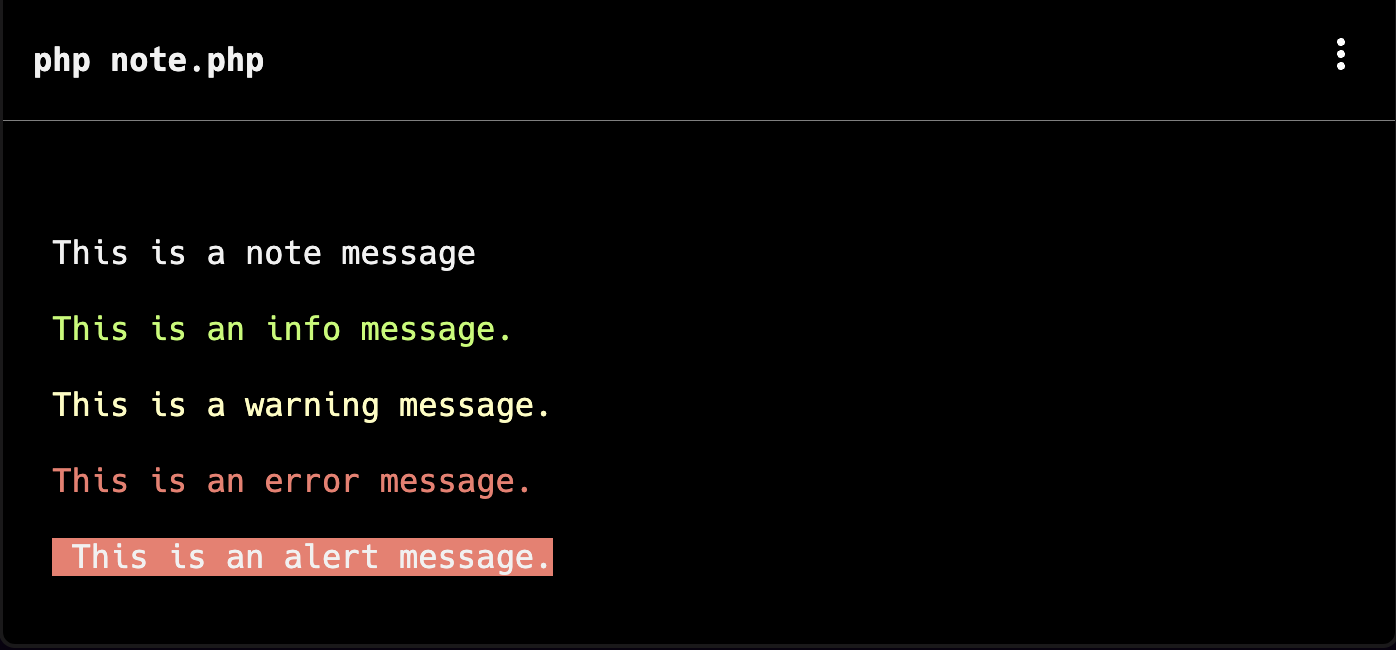 php note.php
This is a note message
This is an info message.
This is a warning message.
This is an error message.
This is an alert message.